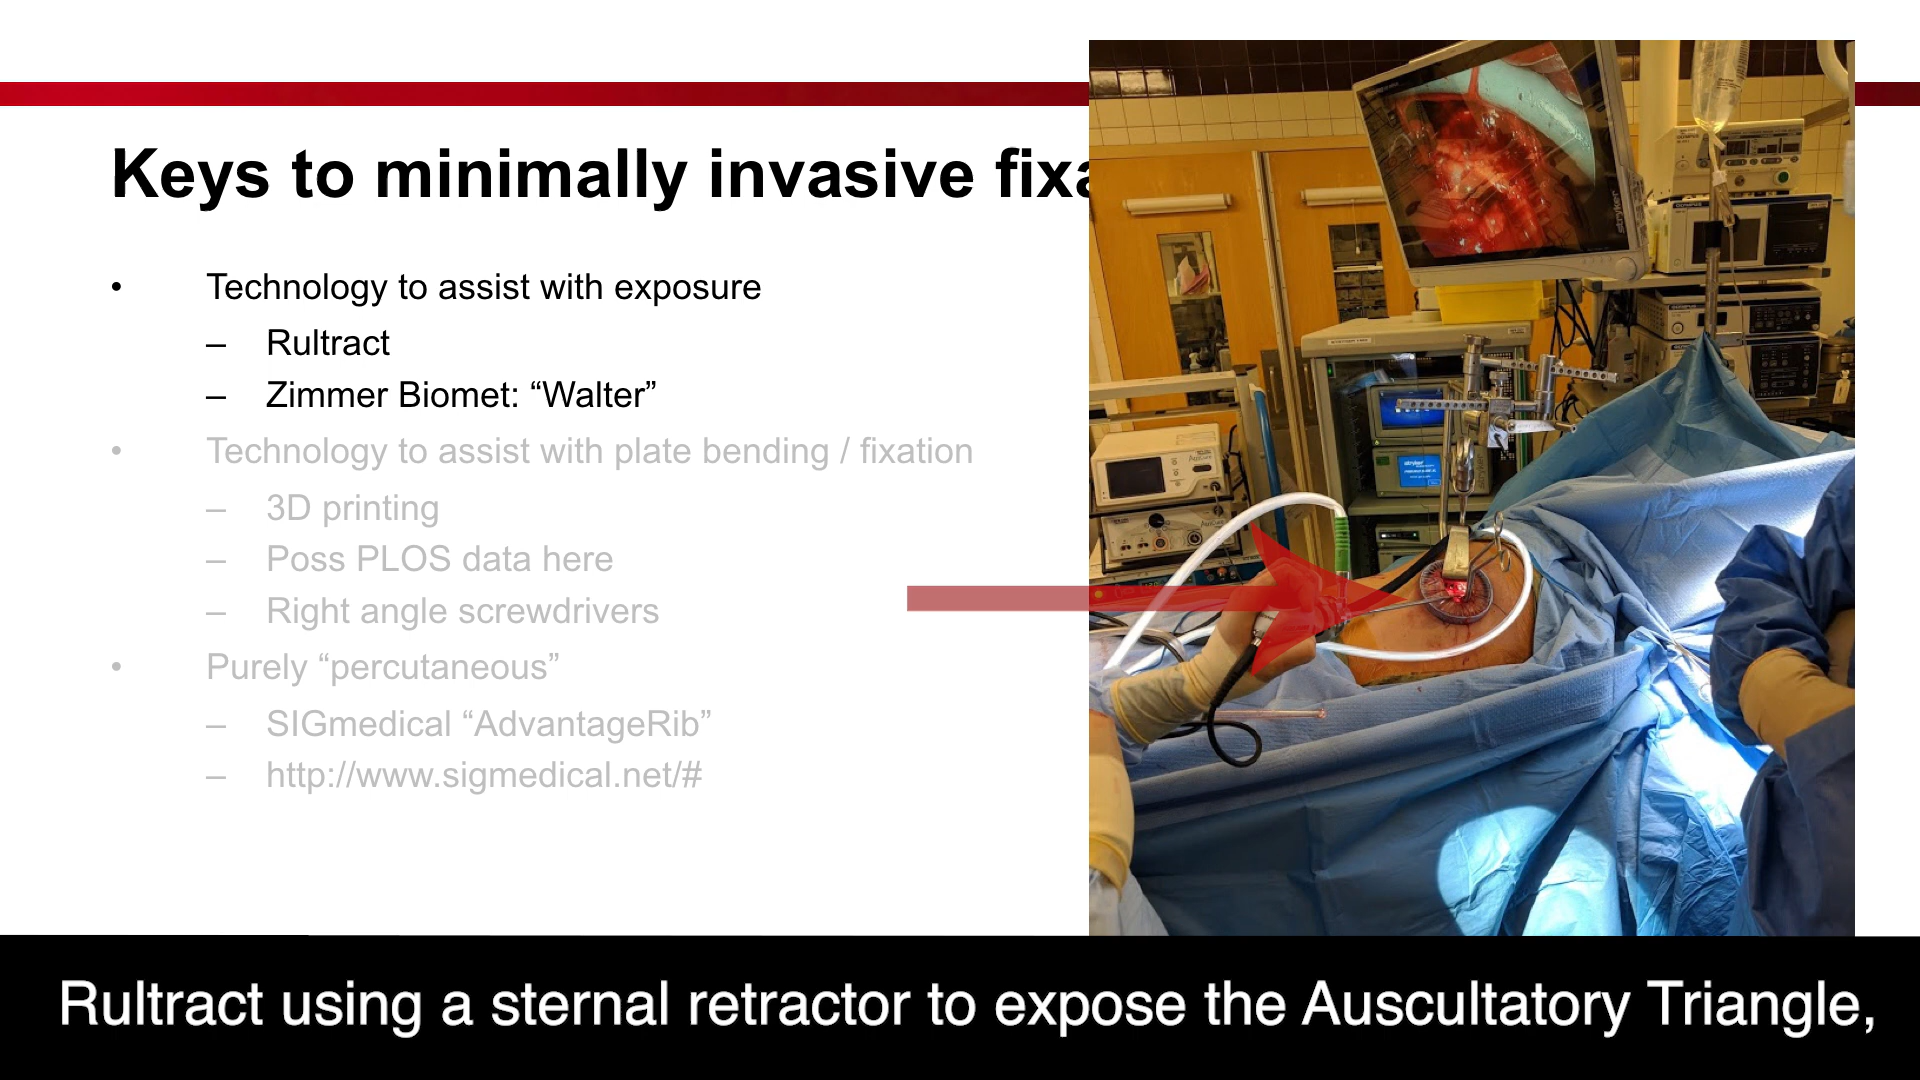 Keys to minimally invasive fixa
• Technology to assist with exposure
– Rultract
– Zimmer Biomet: “Walter”
• Technology to assist with plate bending / fixation
– 3D printing
– Poss PLOS data here
– Right angle screwdrivers
• Purely “percutaneous”
– SIGmedical “AdvantageRib”
– http://www.sigmedical.net/#
stryker
stryker
Rultract using a sternal retractor to expose the Auscultatory Triangle,